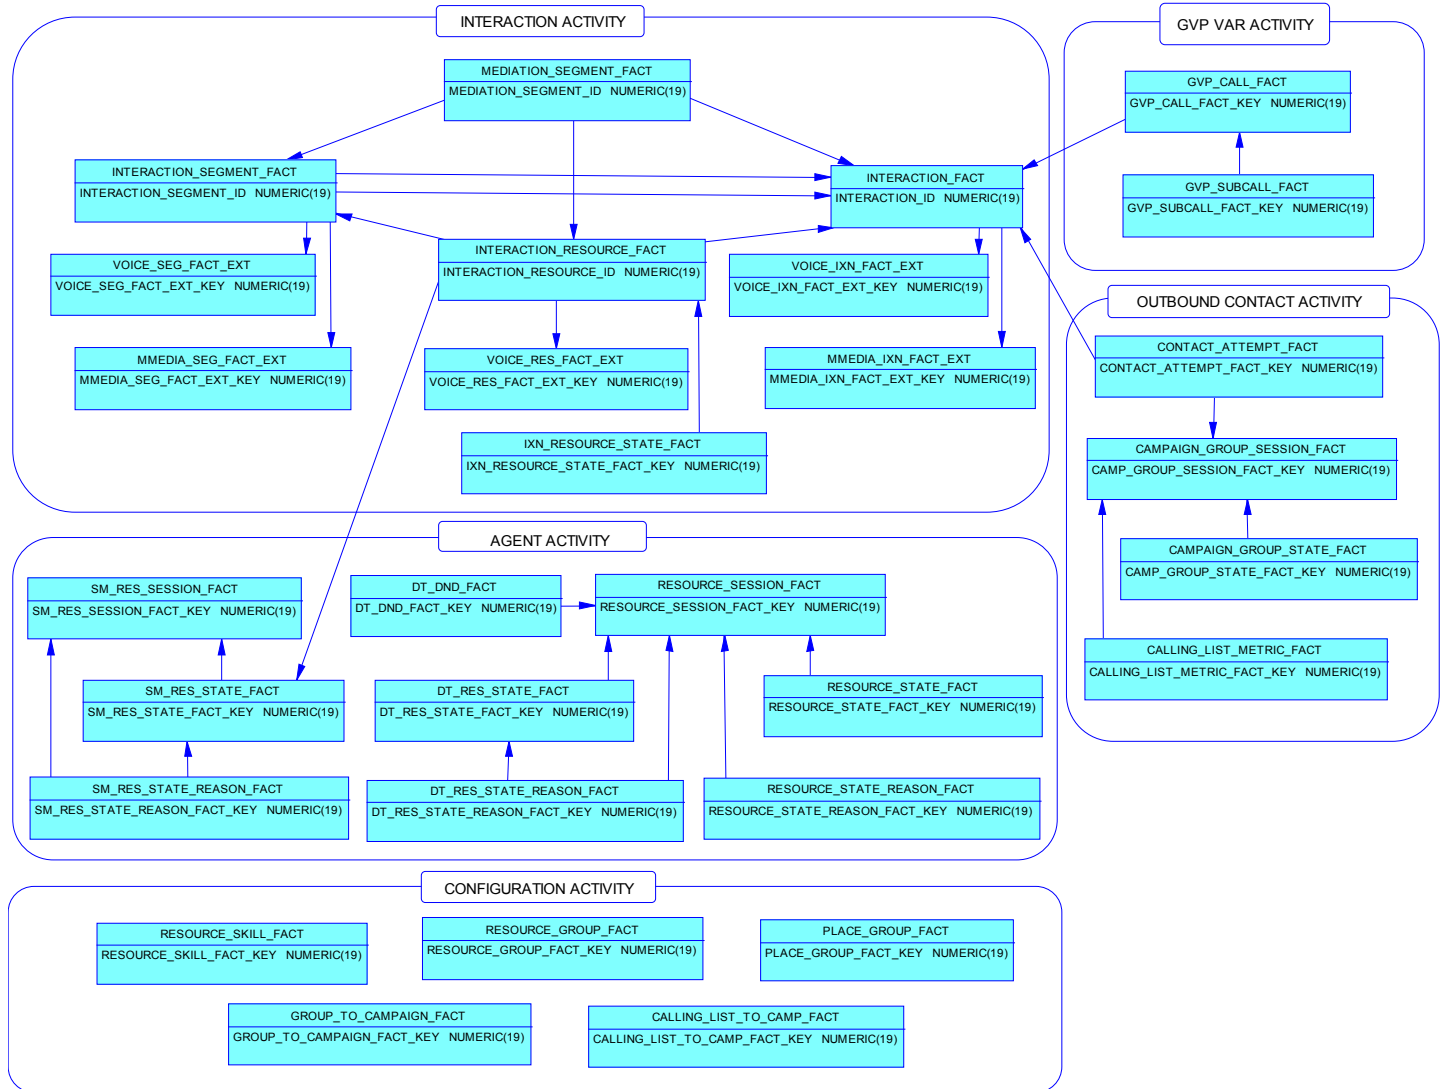 INTERACTION ACTIVITY
MEDIATION_SEGMENT_FACT
MEDIATION_SEGMENT_ID NUMERIC(19)
INTERACTION_SEGMENT_FACT
INTERACTION_SEGMENT_ID NUMERIC(19)
INTERACTION_FACT
INTERACTION_ID NUMERIC(19)
INTERACTION_RESOURCE_FACT
INTERACTION_RESOURCE_ID NUMERIC(19)
VOICE_SEG_FACT_EXT
VOICE_SEG_FACT_EXT_KEY NUMERIC(19)
VOICE_IXN_FACT_EXT
VOICE_IXN_FACT_EXT_KEY NUMERIC(19)
MMEDIA_SEG_FACT_EXT
MMEDIA_SEG_FACT_EXT_KEY NUMERIC(19)
VOICE_RES_FACT_EXT
VOICE_RES_FACT_EXT_KEY NUMERIC(19)
MMEDIA_IXN_FACT_EXT
MMEDIA_IXN_FACT_EXT_KEY NUMERIC(19)
IXN_RESOURCE_STATE_FACT
IXN_RESOURCE_STATE_FACT_KEY NUMERIC(19)
GVP VAR ACTIVITY
GVP_CALL_FACT
GVP_CALL_FACT_KEY NUMERIC(19)
GVP_SUBCALL_FACT
GVP_SUBCALL_FACT_KEY NUMERIC(19)
OUTBOUND CONTACT ACTIVITY
CONTACT_ATTEMPT_FACT
CONTACT_ATTEMPT_FACT_KEY NUMERIC(19)
CAMPAIGN_GROUP_SESSION_FACT
CAMP_GROUP_SESSION_FACT_KEY NUMERIC(19)
CAMPAIGN_GROUP_STATE_FACT
CAMP_GROUP_STATE_FACT_KEY NUMERIC(19)
CALLING_LIST_METRIC_FACT
CALLING_LIST_METRIC_FACT_KEY NUMERIC(19)
AGENT ACTIVITY
SM_RES_SESSION_FACT
SM_RES_SESSION_FACT_KEY NUMERIC(19)
DT_DND_FACT
DT_DND_FACT_KEY NUMERIC(19)
RESOURCE_SESSION_FACT
RESOURCE_SESSION_FACT_KEY NUMERIC(19)
SM_RES_STATE_FACT
SM_RES_STATE_FACT_KEY NUMERIC(19)
DT_RES_STATE_FACT
DT_RES_STATE_FACT_KEY NUMERIC(19)
RESOURCE_STATE_FACT
RESOURCE_STATE_FACT_KEY NUMERIC(19)
SM_RES_STATE_REASON_FACT
SM_RES_STATE_REASON_FACT_KEY NUMERIC(19)
DT_RES_STATE_REASON_FACT
DT_RES_STATE_REASON_FACT_KEY NUMERIC(19)
RESOURCE_STATE_REASON_FACT
RESOURCE_STATE_REASON_FACT_KEY NUMERIC(19)
CONFIGURATION ACTIVITY
RESOURCE_SKILL_FACT
RESOURCE_SKILL_FACT_KEY NUMERIC(19)
RESOURCE_GROUP_FACT
RESOURCE_GROUP_FACT_KEY NUMERIC(19)
PLACE_GROUP_FACT
PLACE_GROUP_FACT_KEY NUMERIC(19)
GROUP_TO_CAMPAIGN_FACT
GROUP_TO_CAMPAIGN_FACT_KEY NUMERIC(19)
CALLING_LIST_TO_CAMP_FACT
CALLING_LIST_TO_CAMP_FACT_KEY NUMERIC(19)